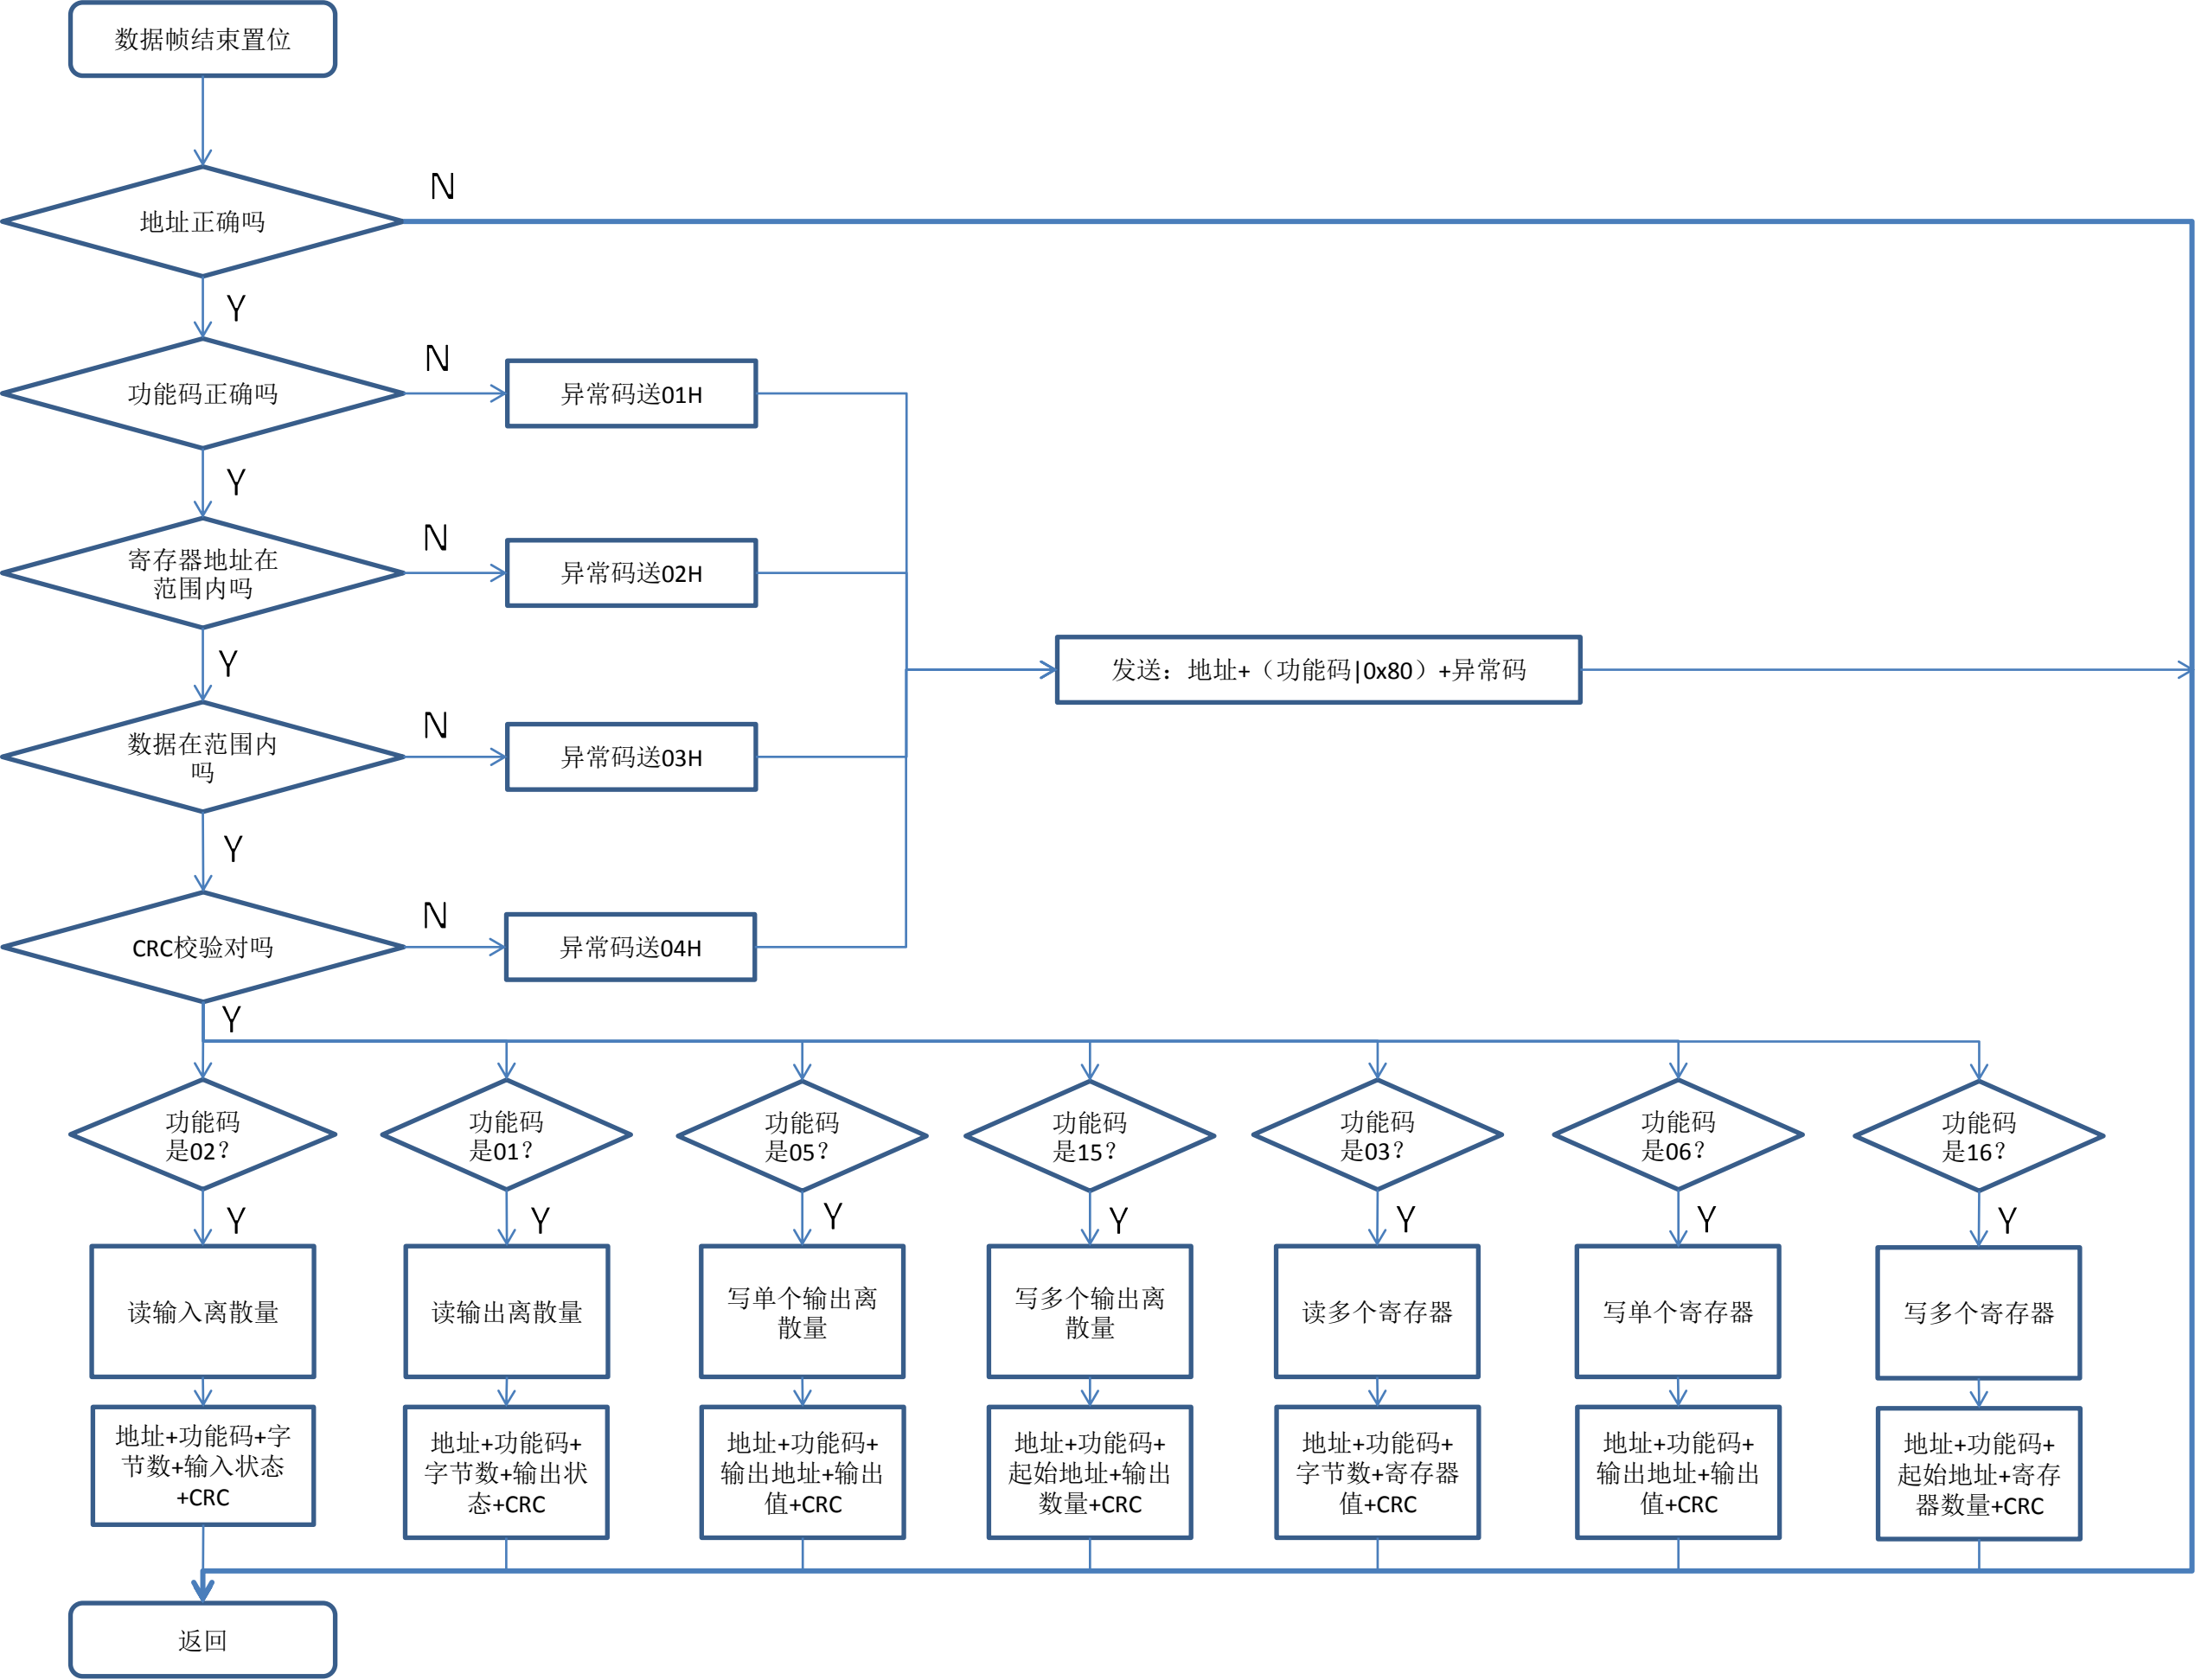 数据帧结束置位
地址正确吗
N
Y
功能码正确吗
N
异常码送01H
Y
寄存器地址在
范围内吗
N
异常码送02H
Y
发送：地址+（功能码|0x80）+异常码
数据在范围内
吗
N
异常码送03H
Y
CRC校验对吗
N
异常码送04H
Y
功能码
是02？
功能码
是01？
功能码
是05？
功能码
是15？
功能码
是03？
功能码
是06？
功能码
是16？
Y
Y
Y
Y
Y
Y
Y
读输入离散量
读输出离散量
写单个输出离
散量
写多个输出离
散量
读多个寄存器
写单个寄存器
写多个寄存器
地址+功能码+字
节数+输入状态
+CRC
地址+功能码+
字节数+输出状
态+CRC
地址+功能码+
输出地址+输出
值+CRC
地址+功能码+
起始地址+输出
数量+CRC
地址+功能码+
字节数+寄存器
值+CRC
地址+功能码+
输出地址+输出
值+CRC
地址+功能码+
起始地址+寄存
器数量+CRC
返回